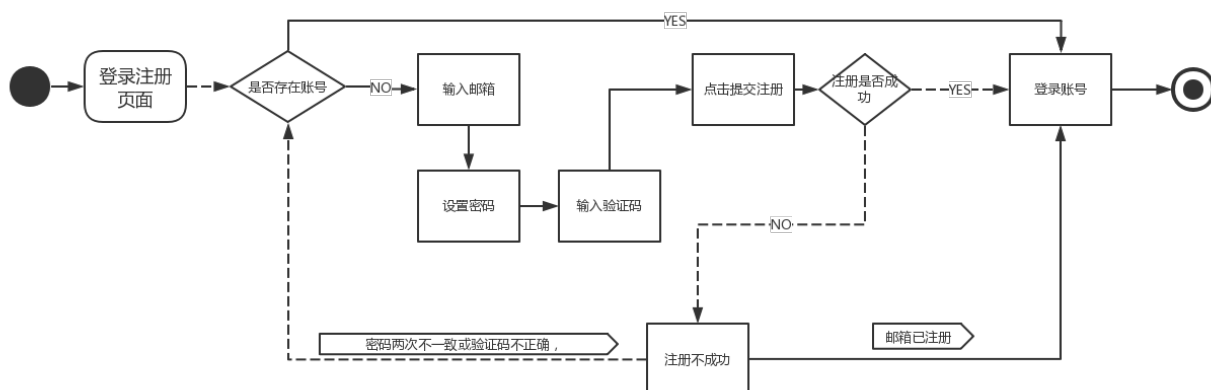 YES
登录注册
页面
是否存在账号
NO
输入邮箱
点击提交注册
注册是否成
功
YES
登录账号
设置密码
输入验证码
NO
密码两次不一致或验证码不正确，
注册不成功
邮箱已注册